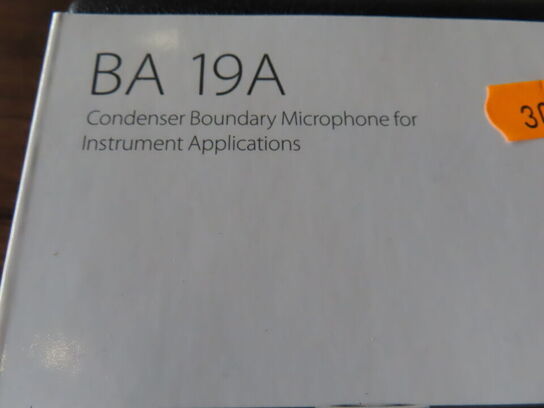 BA 19A
Condenser Boundary Microphone for
Instrument Applications